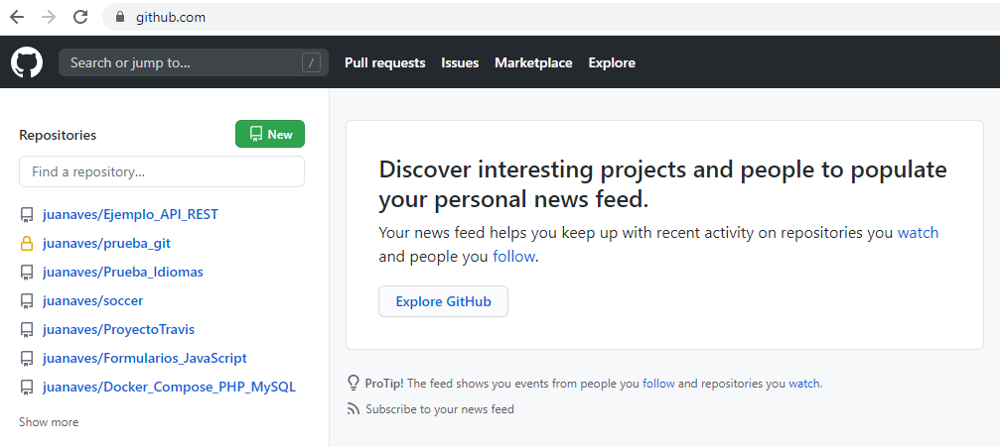 github.com
Search or jump to...
/
Pull requests
Issues
Marketplace
Explore
Repositories
New
Find a repository...
juanaves/Ejemplo_API_REST
juanaves/prueba_git
juanaves/Prueba_Idiomas
juanaves/soccer
juanaves/ProyectoTravis
juanaves/Formularios_JavaScript
juanaves/Docker_Compose_PHP_MySQL
Show more
Discover interesting projects and people to populate
your personal news feed.
Your news feed helps you keep up with recent activity on repositories you watch
and people you follow.
Explore GitHub
ProTip! The feed shows you events from people you follow and repositories you watch.
Subscribe to your news feed